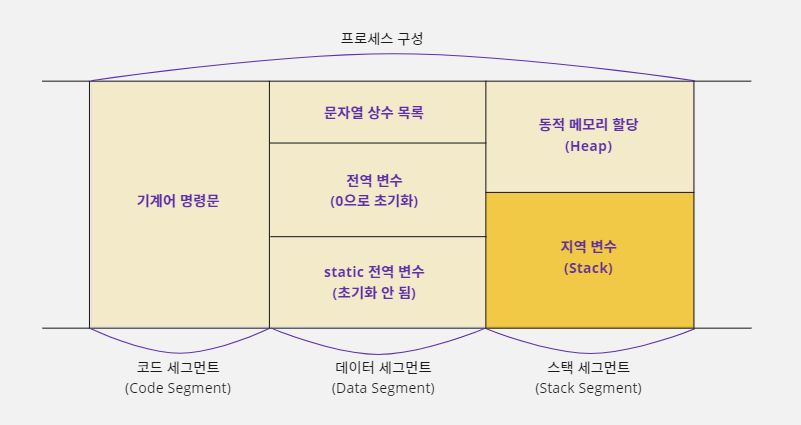 프로세스 구성
기계어 명령문
문자열 상수 목록
전역 변수
(0으로 초기화)
static 전역 변수
(초기화 안 됨)
동적 메모리 할당
(Heap)
지역 변수
(Stack)
코드 세그먼트
(Code Segment)
데이터 세그먼트
(Data Segment)
스택 세그먼트
(Stack Segment)